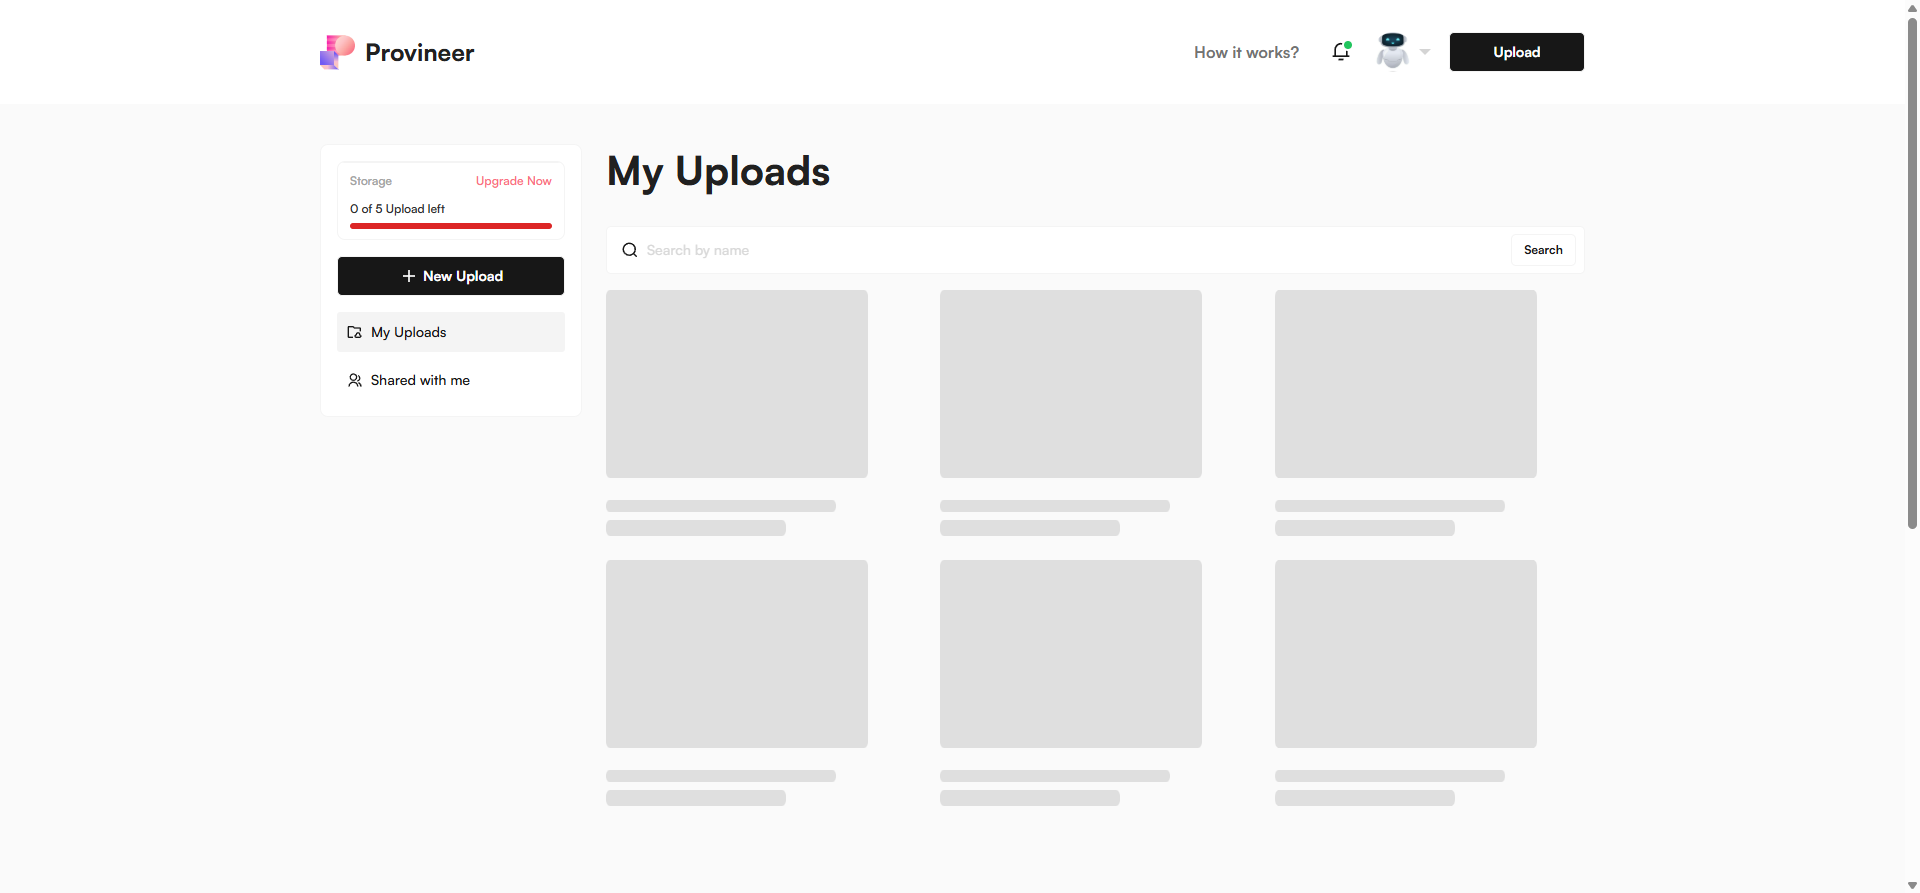 Provineer
How it works?
Upload
Storage
Upgrade Now
0 of 5 Upload left
New Upload
My Uploads
Shared with me
My Uploads
Search by name
Search